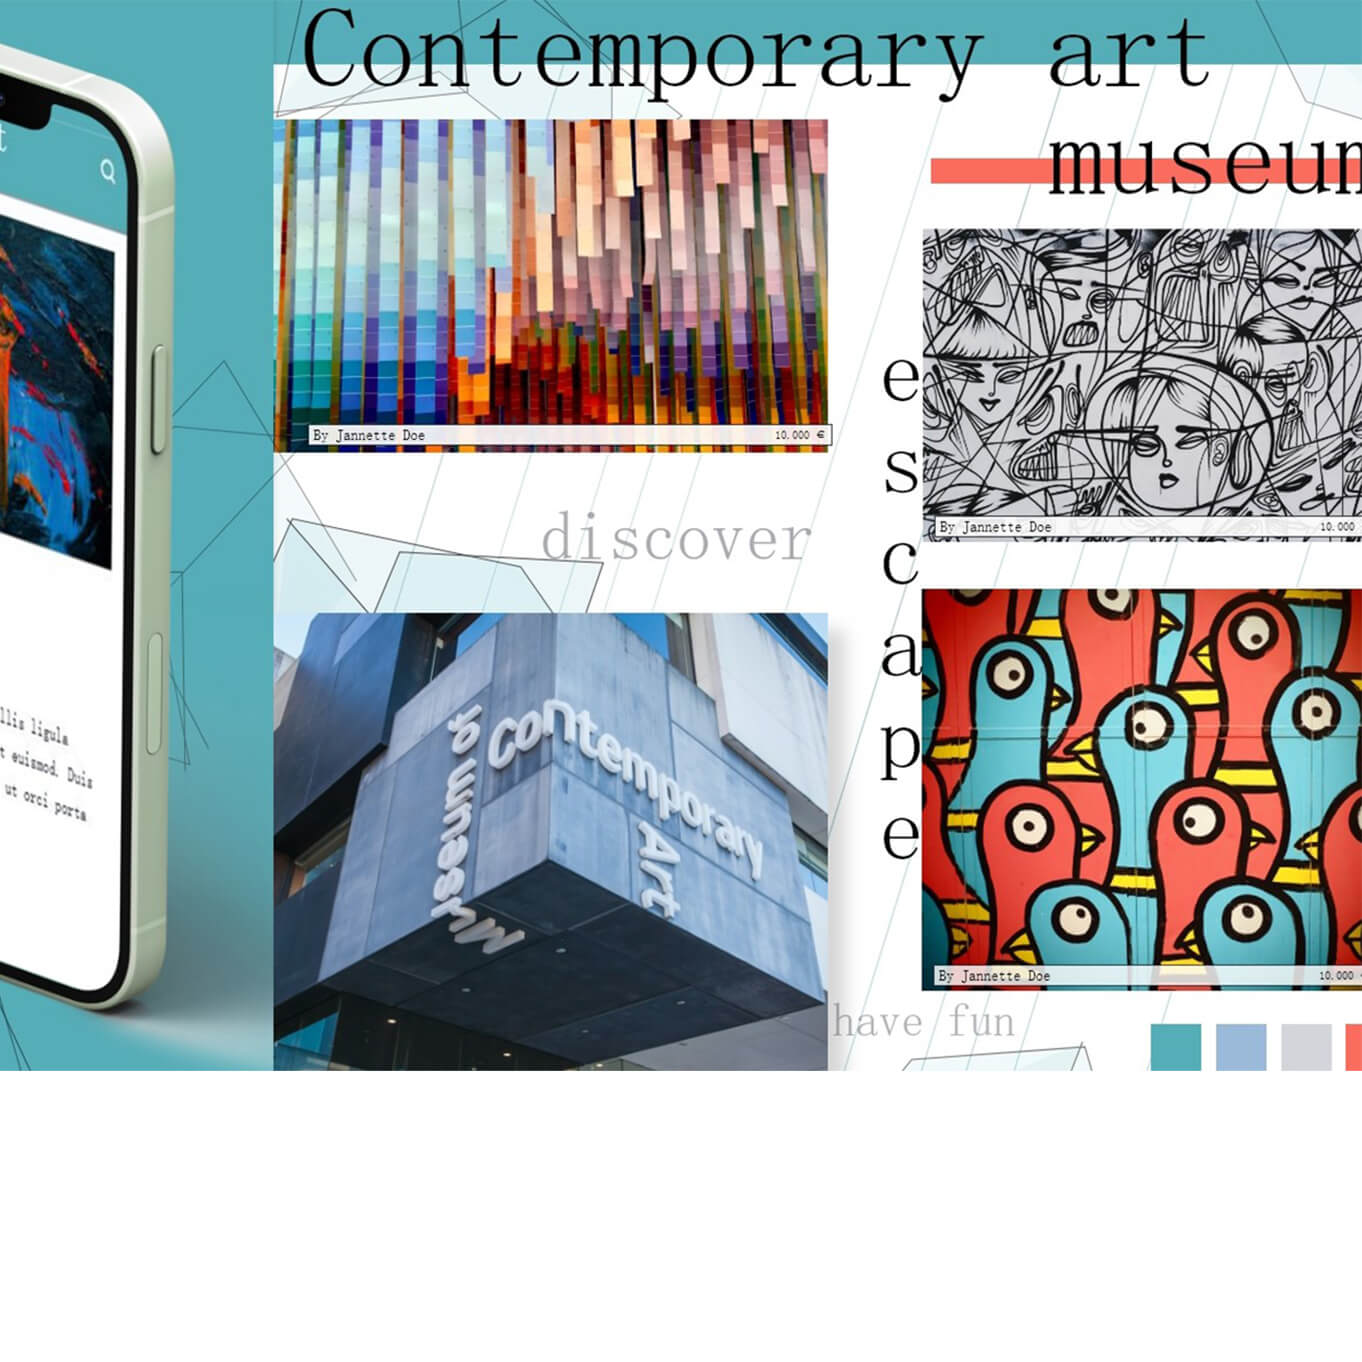 Contemporary art
museum
By Jannette Doe
10.000 €
discover
Museum of
Contemporary
Art
escape
By Jannette Doe
10.000
By Jannette Doe
10.000
have fun
t
llis ligula
t euismod. Duis
ut orci porta